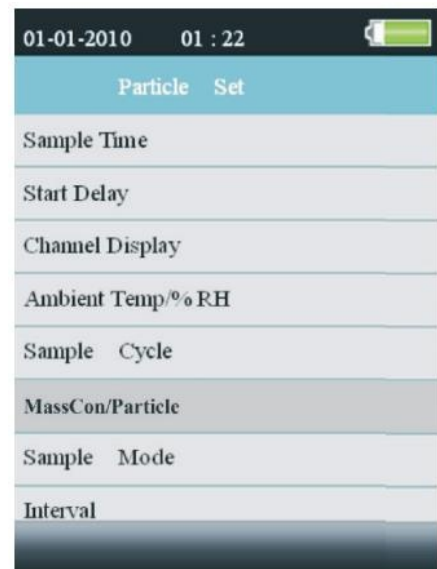 01-01-2010 01 : 22
Particle Set
Sample Time
Start Delay
Channel Display
Ambient Temp/% RH
Sample Cycle
MassCon/Particle
Sample Mode
Interval